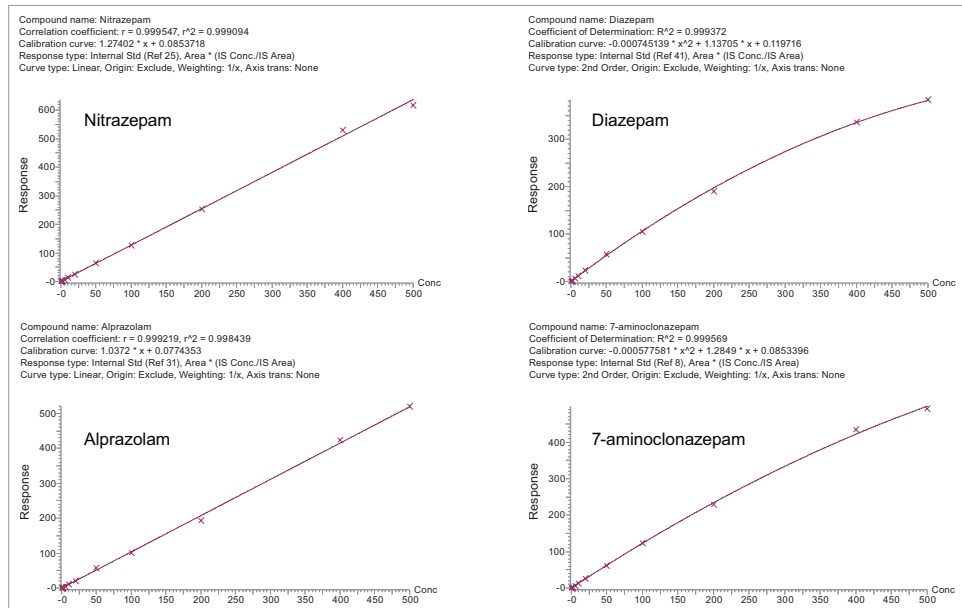 Compound name: Nitrazepam
Correlation coefficient: r = 0.999547, r^2 = 0.999094
Calibration curve: 1.27402 * x + 0.0853718
Response type: Internal Std (Ref 25), Area * (IS Conc./IS Area)
Curve type: Linear, Origin: Exclude, Weighting: 1/x, Axis trans: None
Nitrazepam
Response
600
500
400
300
200
100
-0
Conc
-0 50 100 150 200 250 300 350 400 450 500
Compound name: Diazepam
Coefficient of Determination: R^2 = 0.999372
Calibration curve: -0.000745139 * x^2 + 1.13705 * x + 0.119716
Response type: Internal Std (Ref 41), Area * (IS Conc./IS Area)
Curve type: 2nd Order, Origin: Exclude, Weighting: 1/x, Axis trans: None
Diazepam
Response
300
200
100
-0
Conc
-0 50 100 150 200 250 300 350 400 450 500
Compound name: Alprazolam
Correlation coefficient: r = 0.999219, r^2 = 0.998439
Calibration curve: 1.0372 * x + 0.0774353
Response type: Internal Std (Ref 31), Area * (IS Conc./IS Area)
Curve type: Linear, Origin: Exclude, Weighting: 1/x, Axis trans: None
Alprazolam
Response
500
400
300
200
100
-0
Conc
-0 50 100 150 200 250 300 350 400 450 500
Compound name: 7-aminoclonazepam
Coefficient of Determination: R^2 = 0.999569
Calibration curve: -0.000577581 * x^2 + 1.2849 * x + 0.0853396
Response type: Internal Std (Ref 8), Area * (IS Conc./IS Area)
Curve type: 2nd Order, Origin: Exclude, Weighting: 1/x, Axis trans: None
7-aminoclonazepam
Response
400
300
200
100
-0
Conc
-0 50 100 150 200 250 300 350 400 450 500